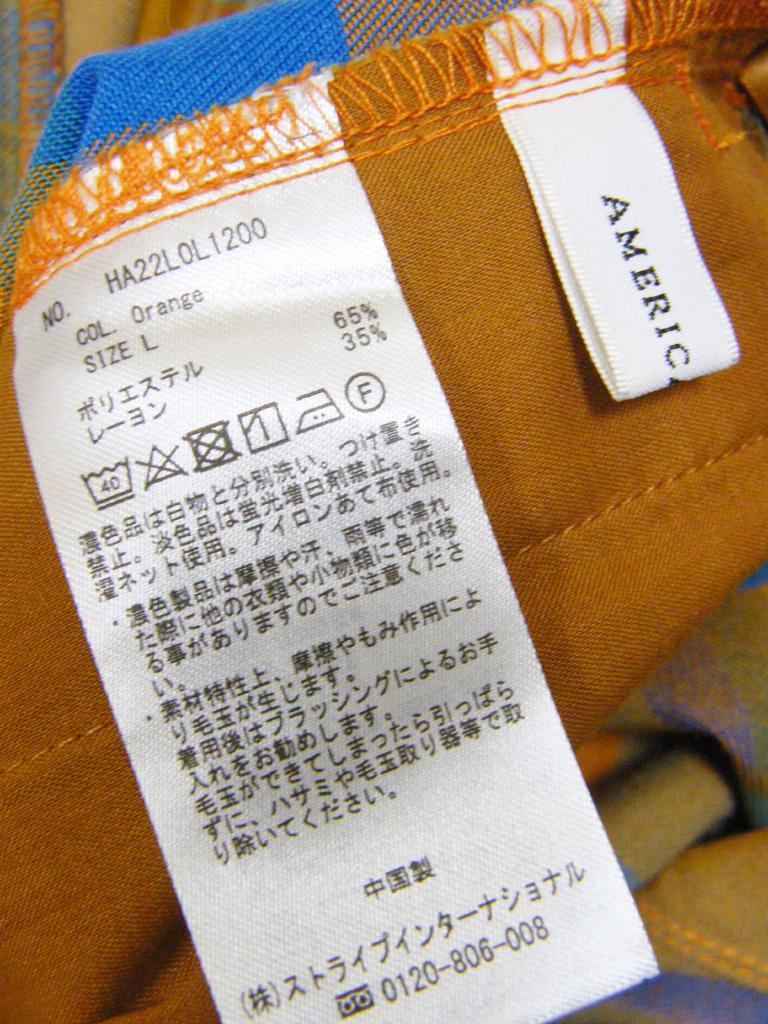 NO. HA22L0L1200
COL. Orange
SIZE L
ポリエステル 65%
レーヨン 35%
40 F
濃色品は白物と分別洗い。つけ置き
禁止。淡色品は蛍光増白剤禁止。洗
濯ネット使用。アイロンあて布使用。
・濃色製品は摩擦や汗、雨等で濡れ
た際に他の衣類や小物類に色が移
る事がありますのでご注意くださ
い。
・素材特性上、摩擦やもみ作用によ
り毛玉が生じます。
着用後はブラッシングによるお手
入れをお勧めします。
毛玉ができてしまったら引っぱら
ずに、ハサミや毛玉取り器等で取
り除いてください。
中国製
(株)ストライプインターナショナル
0120-806-008
AMERIC